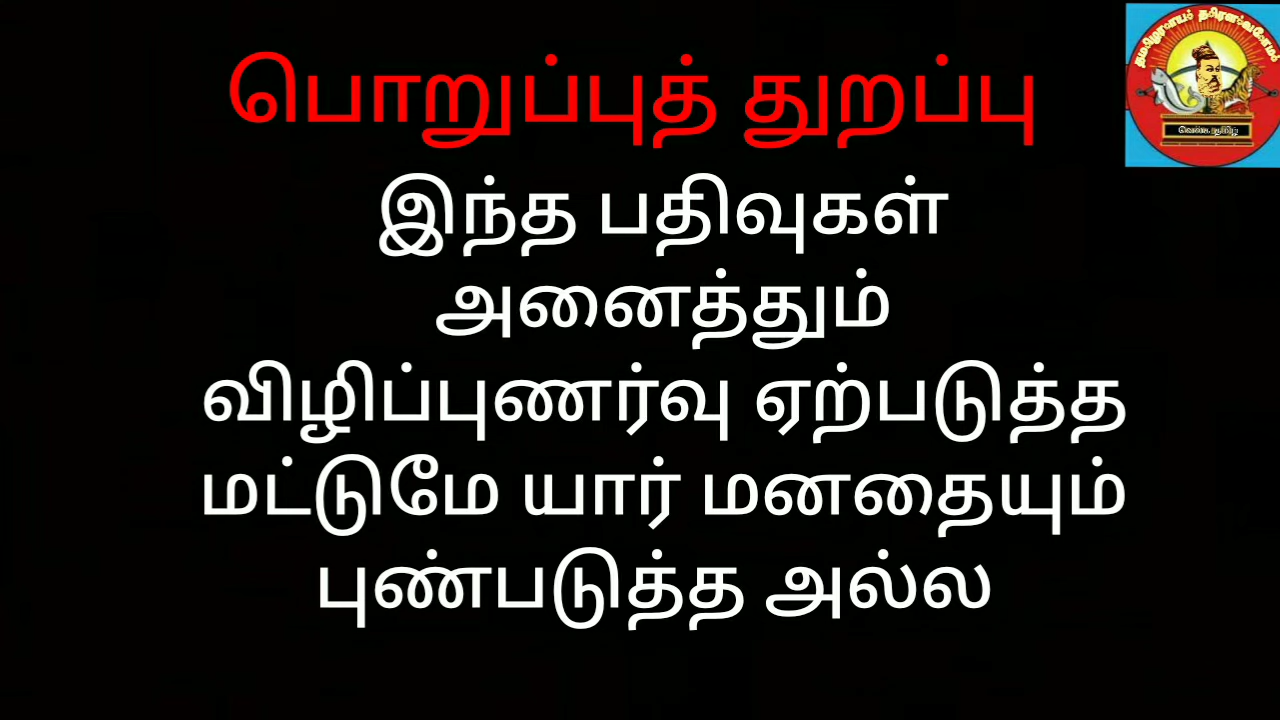 பொறுப்புத் துறப்பு
இந்த பதிவுகள்
அனைத்தும்
விழிப்புணர்வு ஏற்படுத்த
மட்டுமே யார் மனதையும்
புண்படுத்த அல்ல